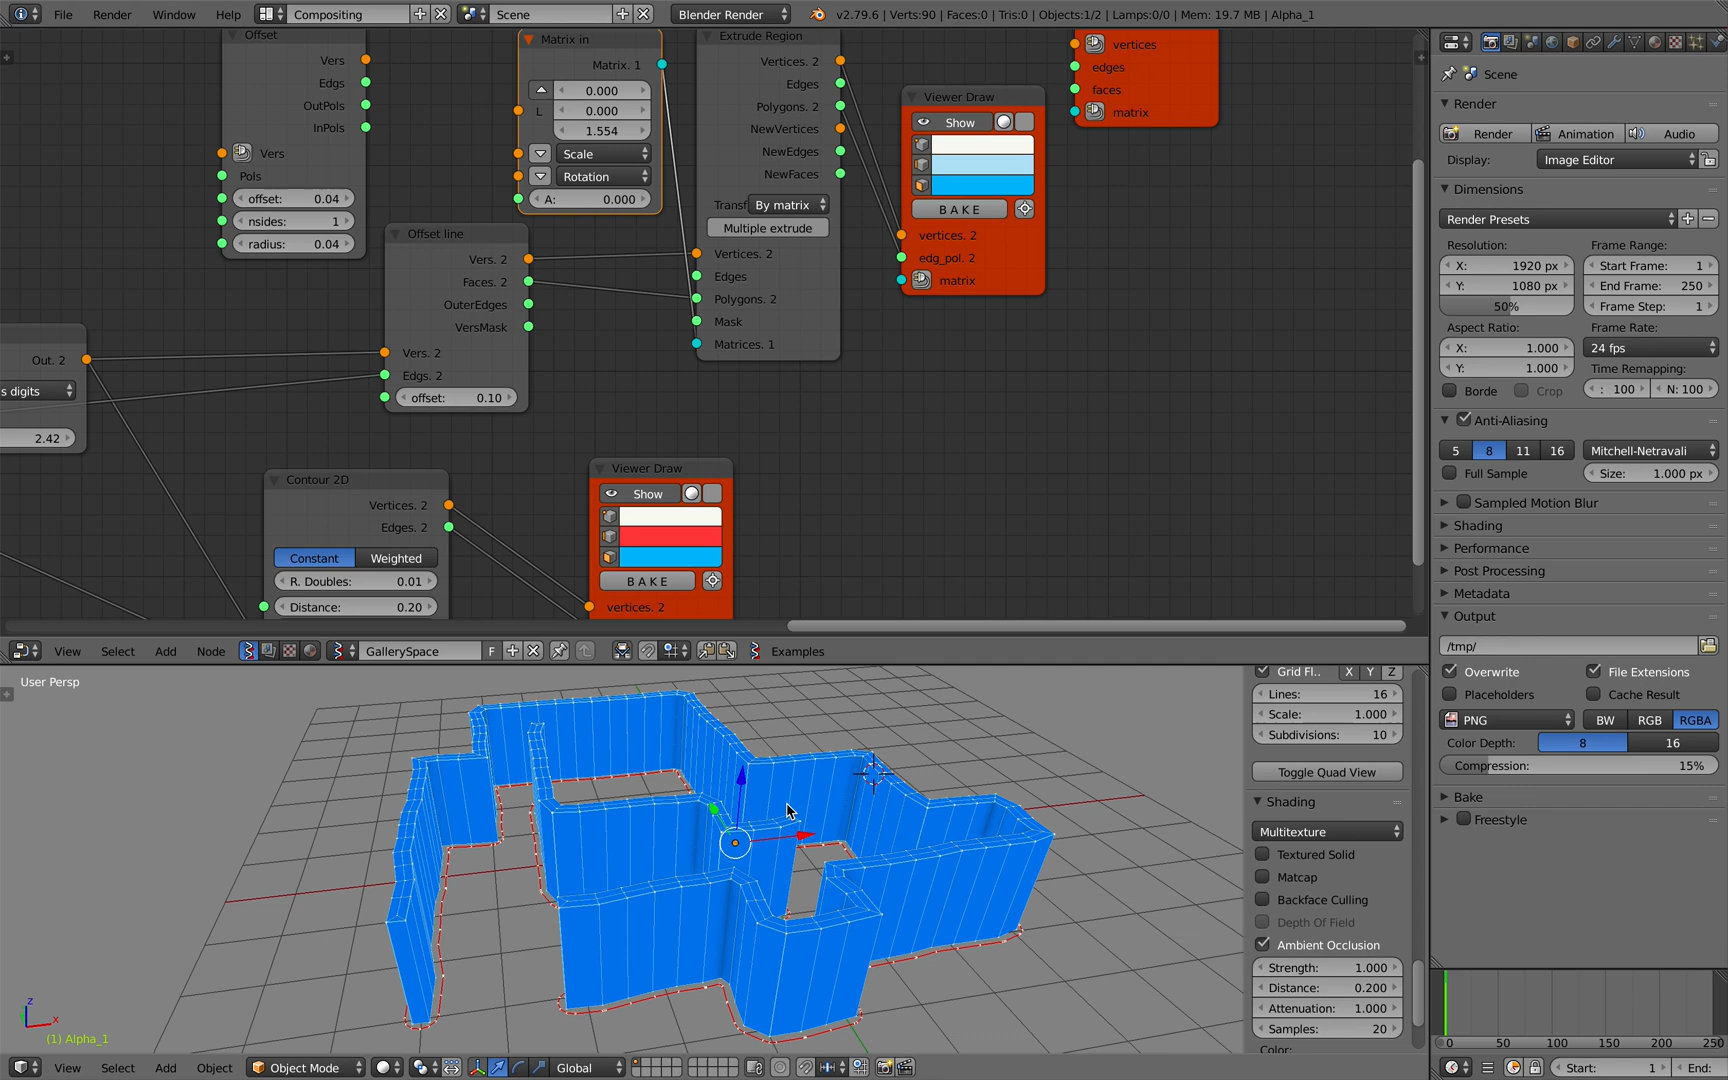 File Render Window Help Compositing Scene Blender Render v2.79.6 | Verts:90 | Faces:0 | Tris:0 | Objects:1/2 | Lamps:0/0 | Mem: 19.7 MB | Alpha_1
Offset
Vers
Edgs
OutPols
InPols
Vers
Pols
offset: 0.04
nsides: 1
radius: 0.04
Matrix in
Matrix. 1
0.000
L 0.000
1.554
Scale
Rotation
A: 0.000
Extrude Region
Vertices. 2
Edges
Polygons. 2
NewVertices
NewEdges
NewFaces
Transf By matrix
Multiple extrude
Vertices. 2
Edges
Polygons. 2
Mask
Matrices. 1
Viewer Draw
Show
BAKE
vertices. 2
edg_pol. 2
matrix
vertices
edges
faces
matrix
Offset line
Vers. 2
Faces. 2
OuterEdges
VersMask
Vers. 2
Edgs. 2
offset: 0.10
Out. 2
s digits
2.42
Contour 2D
Vertices. 2
Edges. 2
Constant Weighted
R. Doubles: 0.01
Distance: 0.20
Viewer Draw
Show
BAKE
vertices. 2
View Select Add Node GallerySpace F Examples
User Persp
z
x
(1) Alpha_1
Grid Fl.. X Y Z
Lines: 16
Scale: 1.000
Subdivisions: 10
Toggle Quad View
Shading
Multitexture
Textured Solid
Matcap
Backface Culling
Depth Of Field
Ambient Occlusion
Strength: 1.000
Distance: 0.200
Attenuation: 1.000
Samples: 20
Color:
View Select Add Object Object Mode Global
Scene
Render
Render Animation Audio
Display: Image Editor
Dimensions
Render Presets
Resolution: Frame Range:
X: 1920 px Start Frame: 1
Y: 1080 px End Frame: 250
50% Frame Step: 1
Aspect Ratio: Frame Rate:
X: 1.000 24 fps
Y: 1.000 Time Remapping:
Borde Crop : 100 N: 100
Anti-Aliasing
5 8 11 16 Mitchell-Netravali
Full Sample Size: 1.000 px
Sampled Motion Blur
Shading
Performance
Post Processing
Metadata
Output
/tmp/
Overwrite File Extensions
Placeholders Cache Result
PNG BW RGB RGBA
Color Depth: 8 16
Compression: 15%
Bake
Freestyle
0 50 100 150 200 250
Start: 1 End: